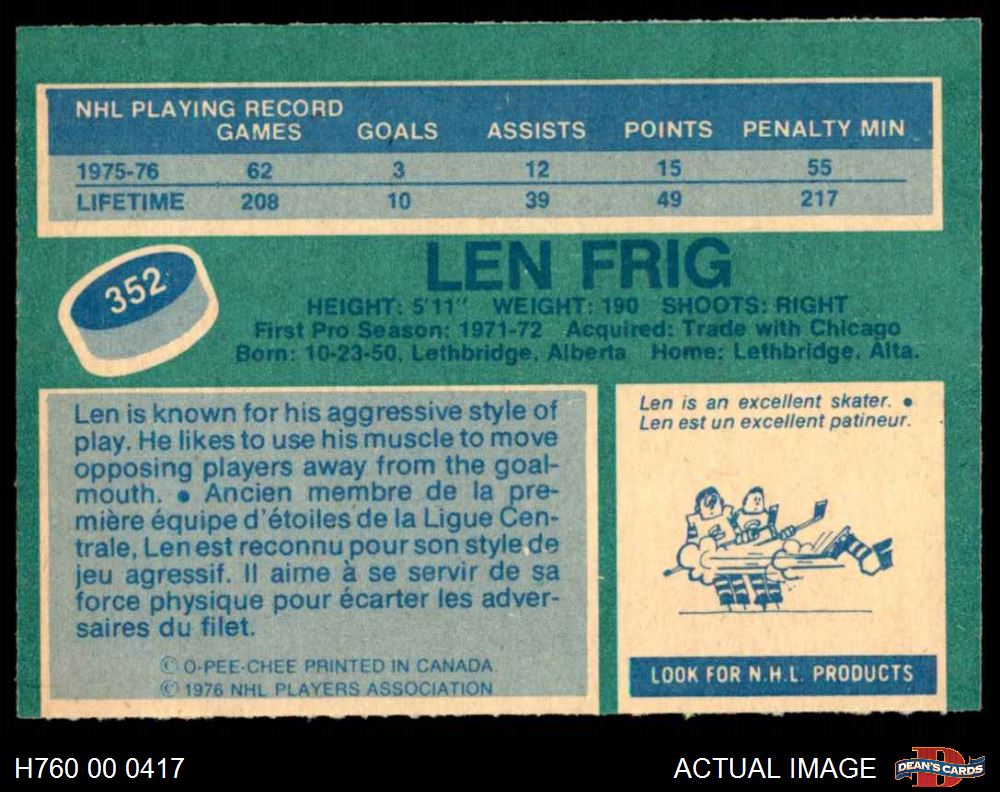 NHL PLAYING RECORD
GAMES GOALS ASSISTS POINTS PENALTY MIN
1975-76 62 3 12 15 55
LIFETIME 208 10 39 49 217
352
LEN FRIG
HEIGHT: 5'11" WEIGHT: 190 SHOOTS: RIGHT
First Pro Season: 1971-72 Acquired: Trade with Chicago
Born: 10-23-50, Lethbridge, Alberta Home: Lethbridge, Alta.
Len is known for his aggressive style of
play. He likes to use his muscle to move
opposing players away from the goal-
mouth. • Ancien membre de la pre-
mière équipe d'étoiles de la Ligue Cen-
trale, Len est reconnu pour son style de
jeu agressif. Il aime à se servir de sa
force physique pour écarter les adver-
saires du filet.
© O-PEE-CHEE PRINTED IN CANADA
© 1976 NHL PLAYERS ASSOCIATION
Len is an excellent skater. •
Len est un excellent patineur.
LOOK FOR N.H.L. PRODUCTS
H760 00 0417
ACTUAL IMAGE
D
DEAN'S CARDS